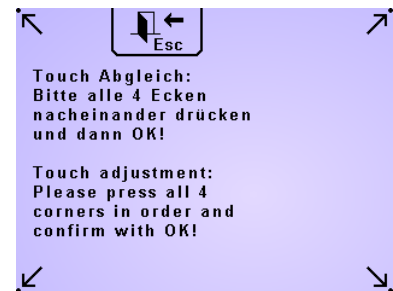 Esc
Touch Abgleich:
Bitte alle 4 Ecken
nacheinander drücken
und dann OK!
Touch adjustment:
Please press all 4
corners in order and
confirm with OK!